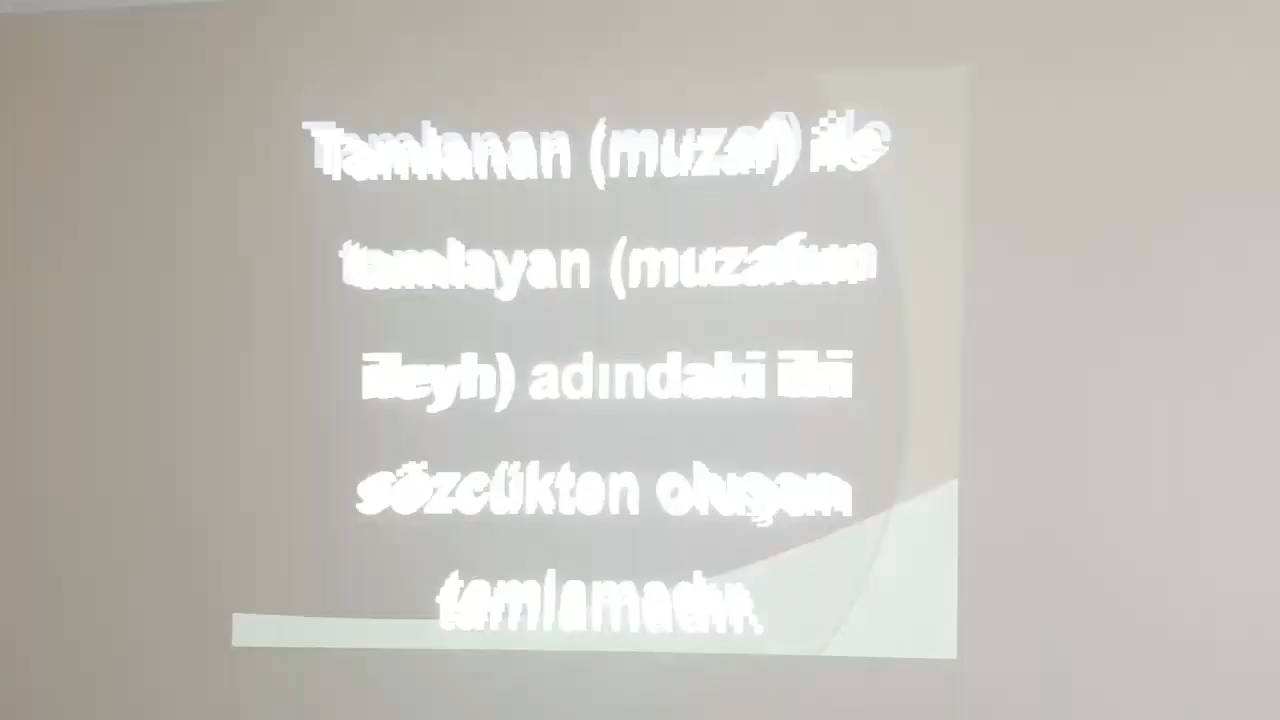 Tamlanan (muzaf) ile
tamlayan (muzafun
ileyh) adındaki iki
sözcükten oluşan
tamlamadır.